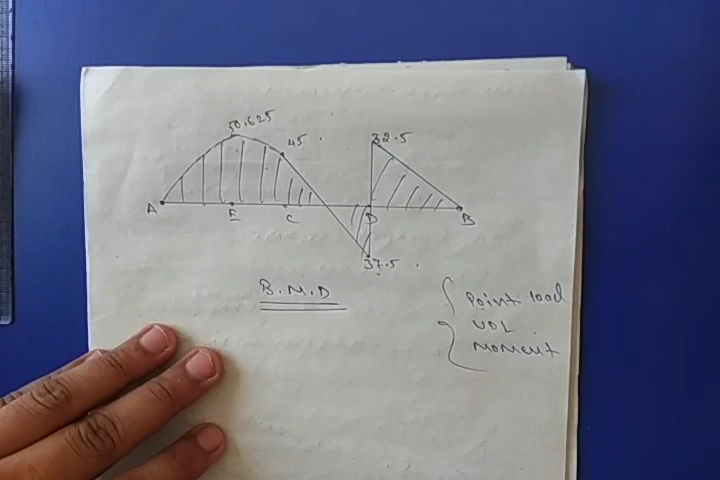 50.625
45
32.5
A E C D B
37.5
B.M.D
Point load
UDL
Moment